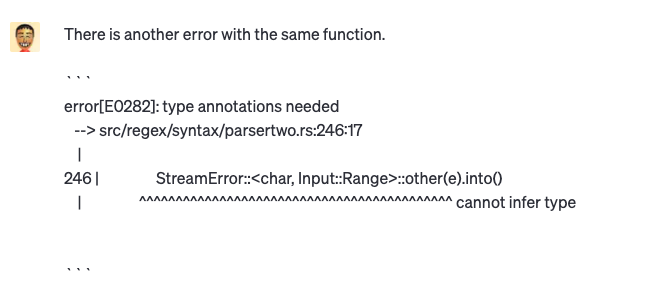 There is another error with the same function.
```
error[E0282]: type annotations needed
--> src/regex/syntax/parsertwo.rs:246:17
|
246 | StreamError::<char, Input::Range>::other(e).into()
| ^^^^^^^^^^^^^^^^^^^^^^^^^^^^^^^^^^^^^^^^^^^ cannot infer type
```